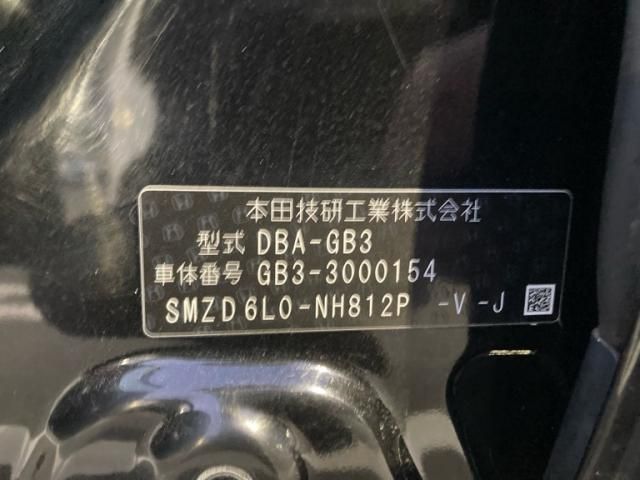 本田技研工業株式会社
型式 DBA-GB3
車体番号 GB3-3000154
SMZD6L0-NH812P -V -J